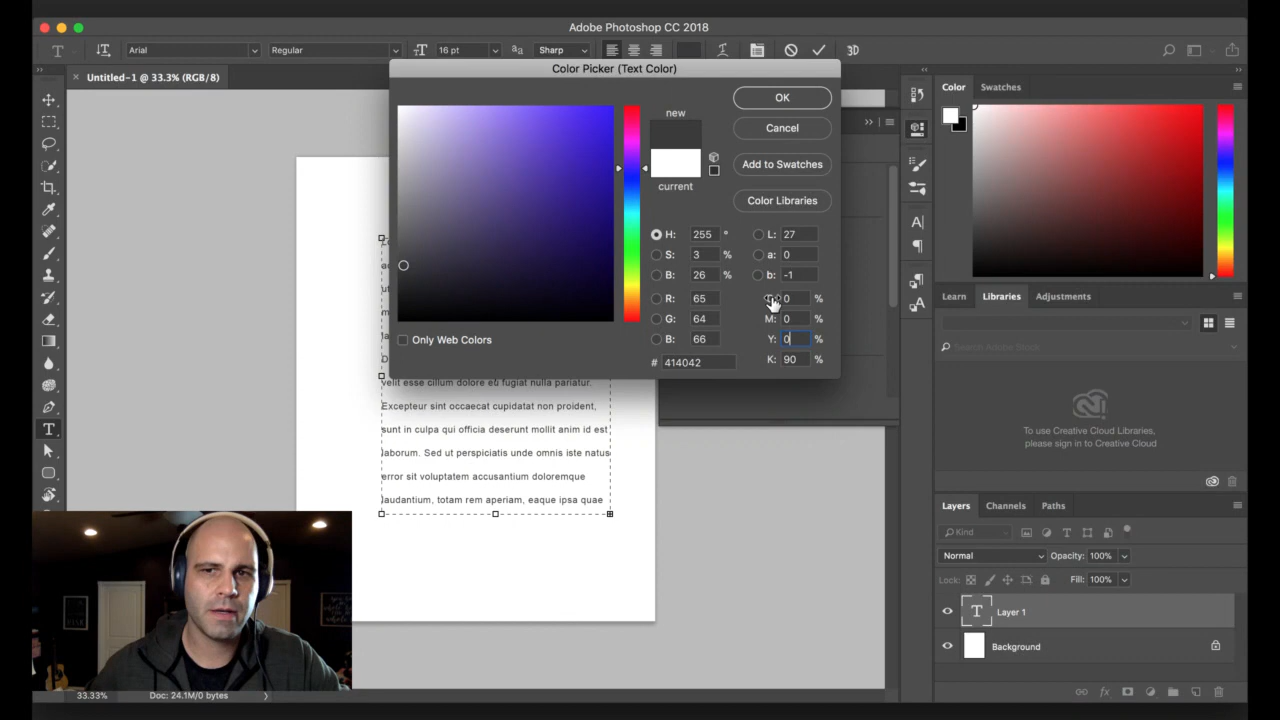 Adobe Photoshop CC 2018
T Arial Regular 16 pt Sharp 3D
Untitled-1 @ 33.3% (RGB/8)
Color Picker (Text Color)
new
current
OK
Cancel
Add to Swatches
Color Libraries
H: 255 ° L: 27
S: 3 % a: 0
B: 26 % b: -1
R: 65 0 %
G: 64 M: 0 %
B: 66 Y: 0 %
# 414042 K: 90 %
Only Web Colors
velit esse cillum dolore eu fugiat nulla pariatur.
Excepteur sint occaecat cupidatat non proident,
sunt in culpa qui officia deserunt mollit anim id est
laborum. Sed ut perspiciatis unde omnis iste natus
error sit voluptatem accusantium doloremque
laudantium, totam rem aperiam, eaque ipsa quae
33.33% Doc: 24.1M/0 bytes
Color Swatches
Learn Libraries Adjustments
Search Adobe Stock
To use Creative Cloud Libraries,
please sign in to Creative Cloud
Layers Channels Paths
Kind
Normal Opacity: 100%
Lock: Fill: 100%
T Layer 1
Background